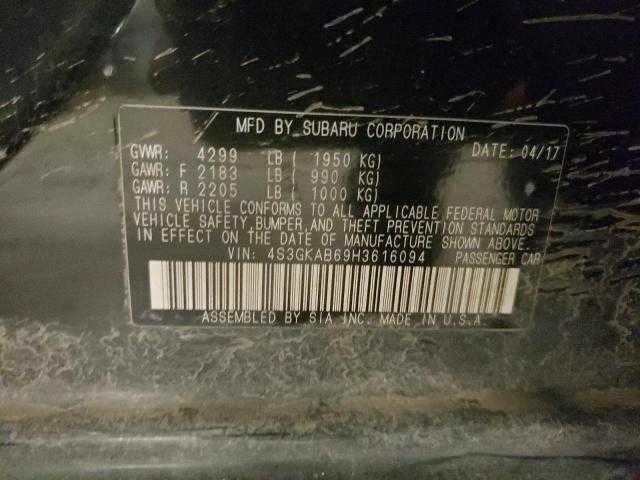 MFD BY SUBARU CORPORATION
GVWR: 4299 LB ( 1950 KG) DATE: 04/17
GAWR: F 2183 LB ( 990 KG)
GAWR: R 2205 LB ( 1000 KG)
THIS VEHICLE CONFORMS TO ALL APPLICABLE FEDERAL MOTOR
VEHICLE SAFETY, BUMPER, AND THEFT PREVENTION STANDARDS
IN EFFECT ON THE DATE OF MANUFACTURE SHOWN ABOVE.
VIN: 4S3GKAB69H3616094 PASSENGER CAR
ASSEMBLED BY SIA INC. MADE IN U.S.A